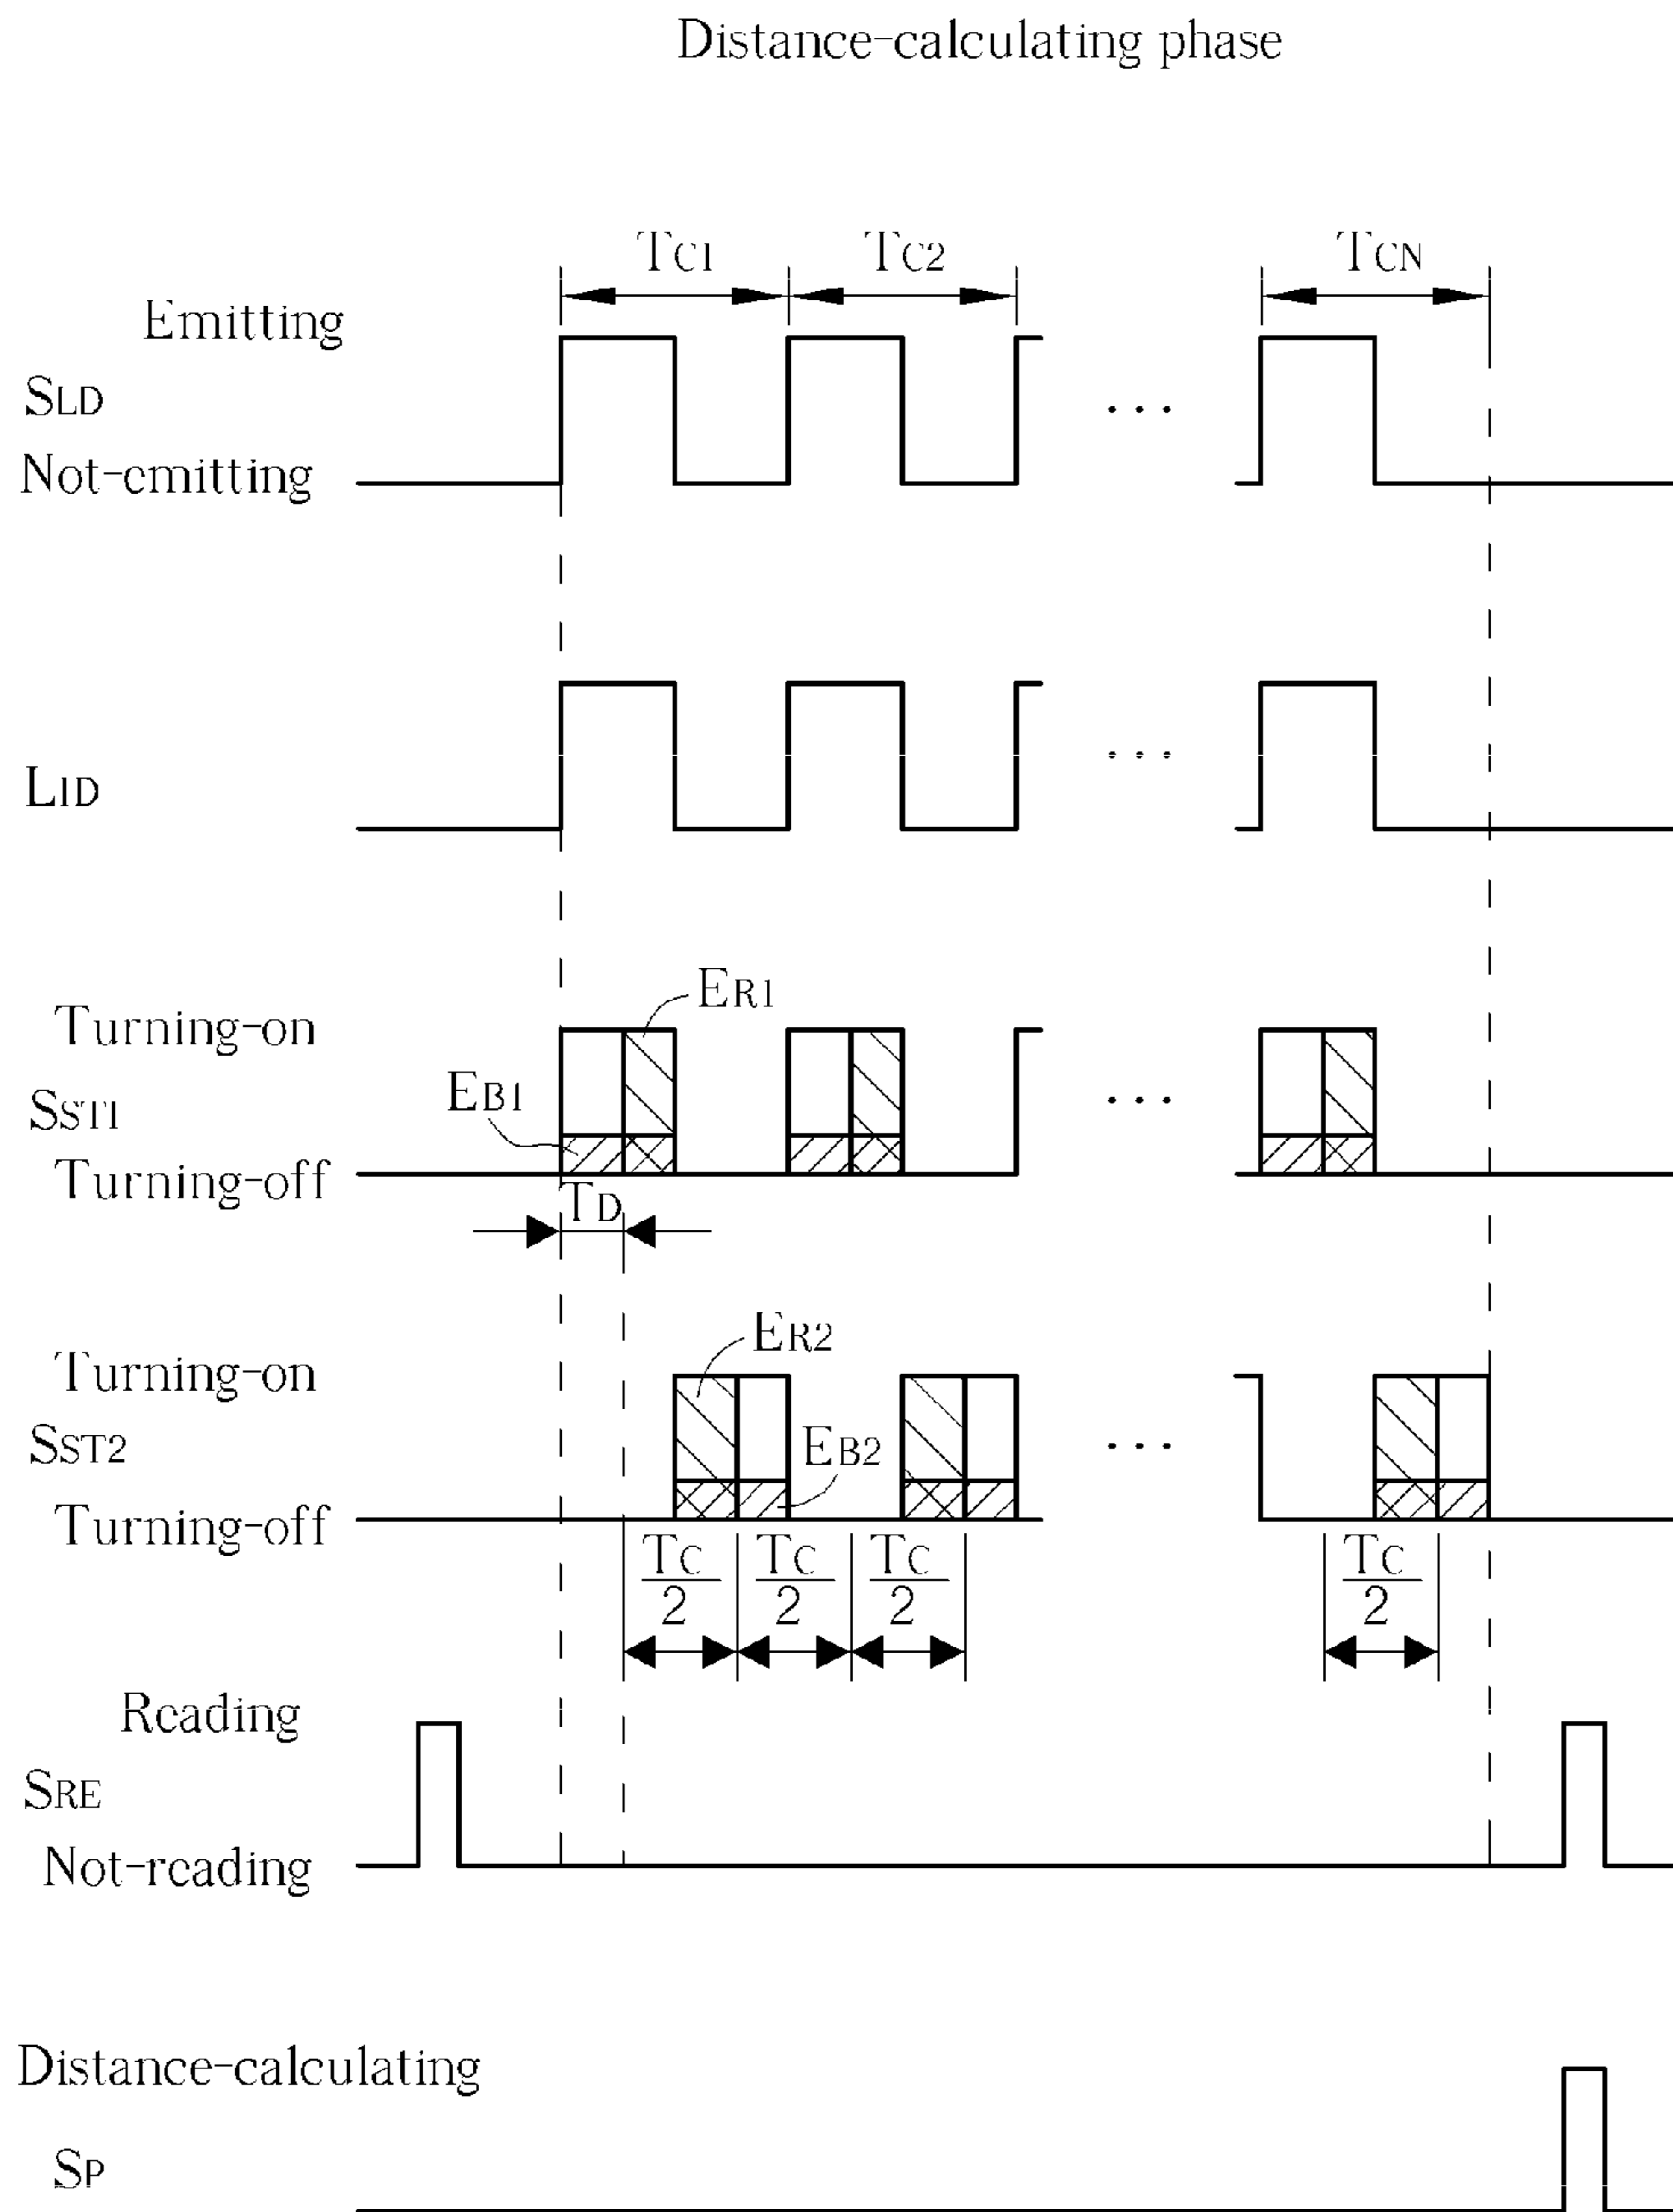 Distance-calculating phase
TC1 TC2 TCN
Emitting
SLD
Not-emitting
...
LID
...
ER1
Turning-on
EB1
SST1
...
Turning-off
TD
ER2
Turning-on
EB2
SST2
...
Turning-off
TC/2 TC/2 TC/2 TC/2
Reading
SRE
Not-reading
Distance-calculating
SP